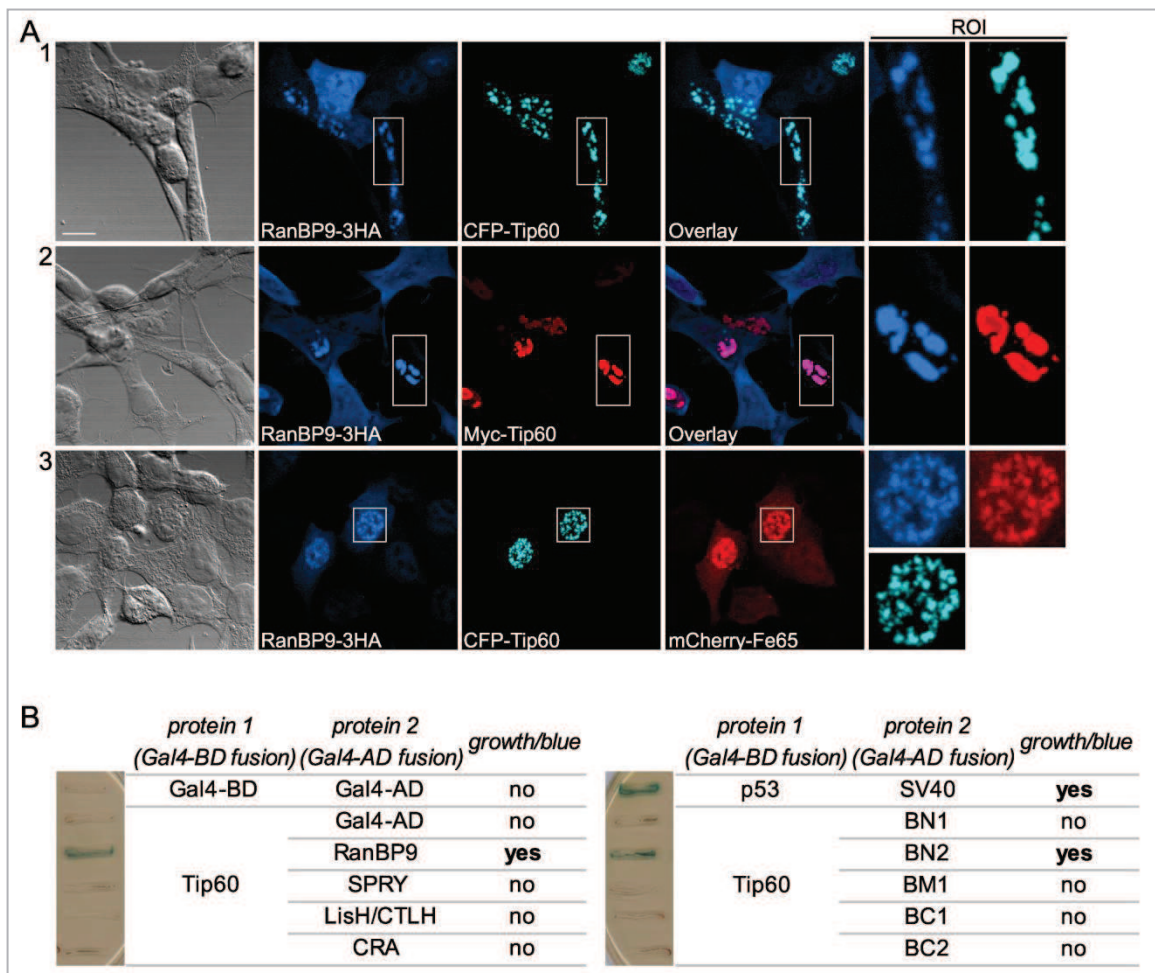 A
ROI
1
RanBP9-3HA CFP-Tip60 Overlay
2
RanBP9-3HA Myc-Tip60 Overlay
3
RanBP9-3HA CFP-Tip60 mCherry-Fe65
B
protein 1 protein 2 growth/blue
(Gal4-BD fusion) (Gal4-AD fusion)
Gal4-BD Gal4-AD no
Gal4-AD no
RanBP9 yes
Tip60 SPRY no
LisH/CTLH no
CRA no
protein 1 protein 2 growth/blue
(Gal4-BD fusion) (Gal4-AD fusion)
p53 SV40 yes
BN1 no
BN2 yes
Tip60 BM1 no
BC1 no
BC2 no